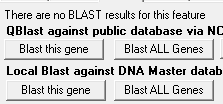 There are no BLAST results for this feature
QBlast against public database via NC
Blast this gene Blast ALL Genes
Local Blast against DNA Master datab
Blast this gene Blast ALL Genes